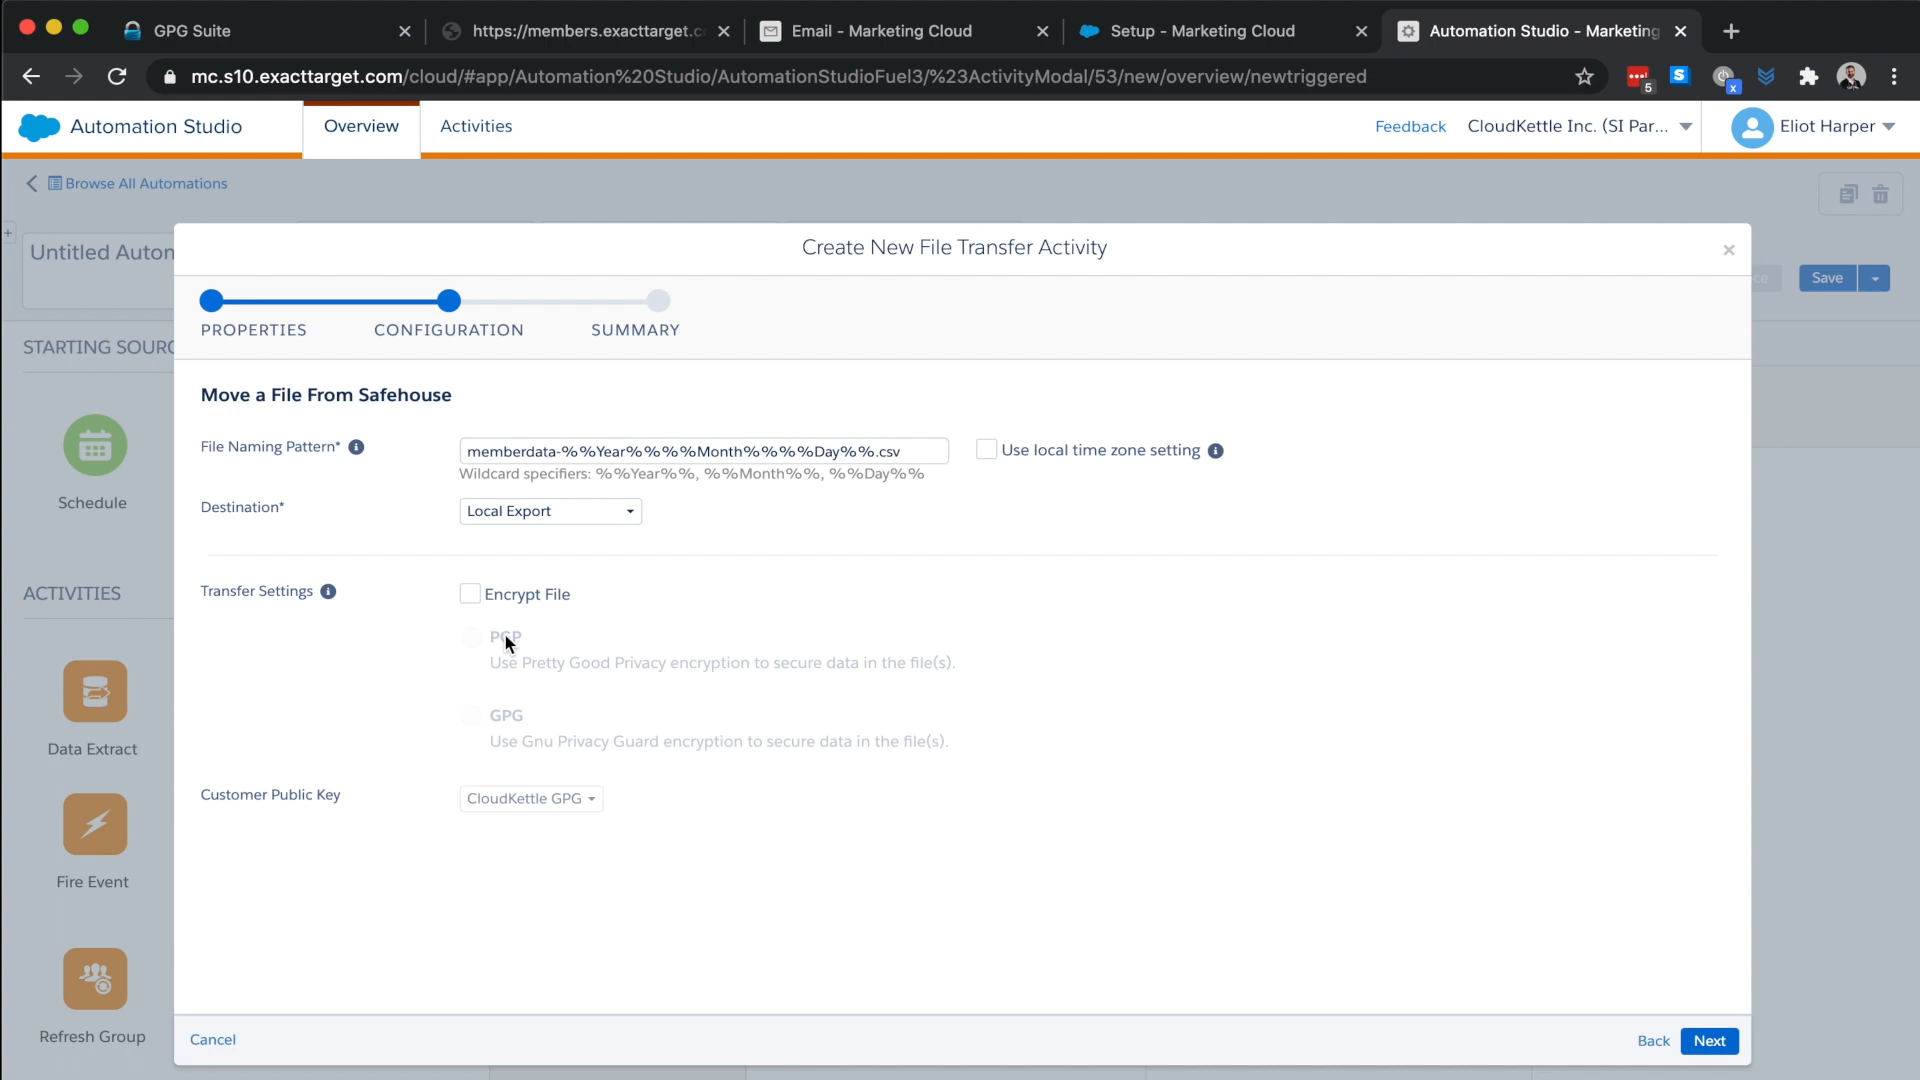 GPG Suite
https://members.exacttarget.c
Email - Marketing Cloud
Setup - Marketing Cloud
Automation Studio - Marketing
mc.s10.exacttarget.com/cloud/#app/Automation%20Studio/AutomationStudioFuel3/%23ActivityModal/53/new/overview/newtriggered
5
S
x
Automation Studio
Overview
Activities
Feedback
CloudKettle Inc. (SI Par...
Eliot Harper
Browse All Automations
Untitled Autom
Save
Create New File Transfer Activity
PROPERTIES
CONFIGURATION
SUMMARY
STARTING SOURC
Schedule
ACTIVITIES
Data Extract
Fire Event
Refresh Group
Move a File From Safehouse
File Naming Pattern*
memberdata-%%Year%%%%Month%%%%Day%%.csv
Use local time zone setting
Wildcard specifiers: %%Year%%, %%Month%%, %%Day%%
Destination*
Local Export
Transfer Settings
Encrypt File
PGP
Use Pretty Good Privacy encryption to secure data in the file(s).
GPG
Use Gnu Privacy Guard encryption to secure data in the file(s).
Customer Public Key
CloudKettle GPG
Cancel
Back
Next